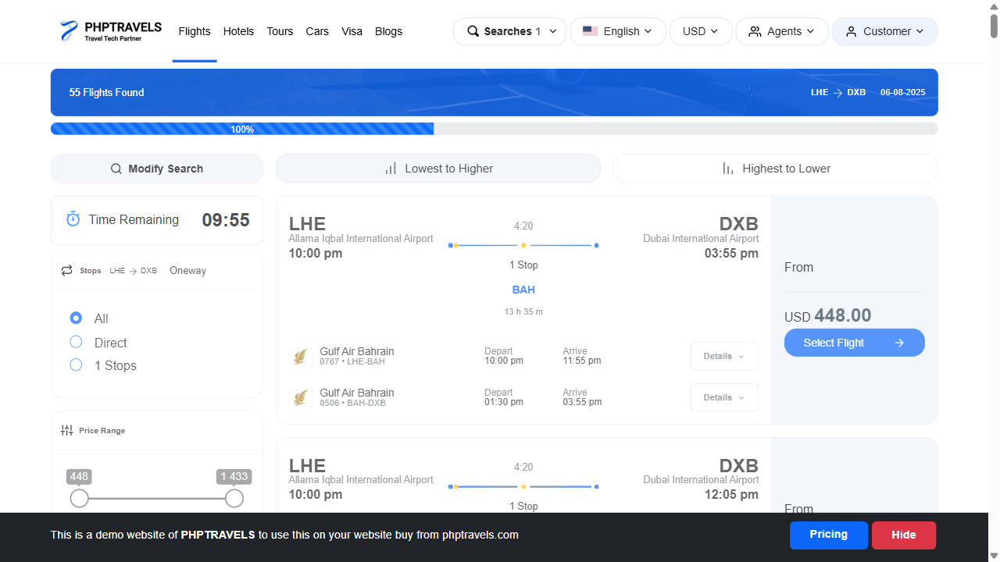 PHPTRAVELS
Travel Tech Partner
Flights
Hotels
Tours
Cars
Visa
Blogs
Searches 1
English
USD
Agents
Customer
55 Flights Found
LHE → DXB 06-08-2025
100%
Modify Search
Lowest to Higher
Highest to Lower
Time Remaining 09:55
Stops LHE → DXB Oneway
All
Direct
1 Stops
Price Range
448
1 433
LHE
Allama Iqbal International Airport
10:00 pm
4:20
1 Stop
BAH
13 h 35 m
DXB
Dubai International Airport
03:55 pm
Gulf Air Bahrain
0767 • LHE-BAH
Depart
10:00 pm
Arrive
11:55 pm
Details
Gulf Air Bahrain
0506 • BAH-DXB
Depart
01:30 pm
Arrive
03:55 pm
Details
From
USD 448.00
Select Flight
LHE
Allama Iqbal International Airport
10:00 pm
4:20
1 Stop
DXB
Dubai International Airport
12:05 pm
From
This is a demo website of PHPTRAVELS to use this on your website buy from phptravels.com
Pricing
Hide